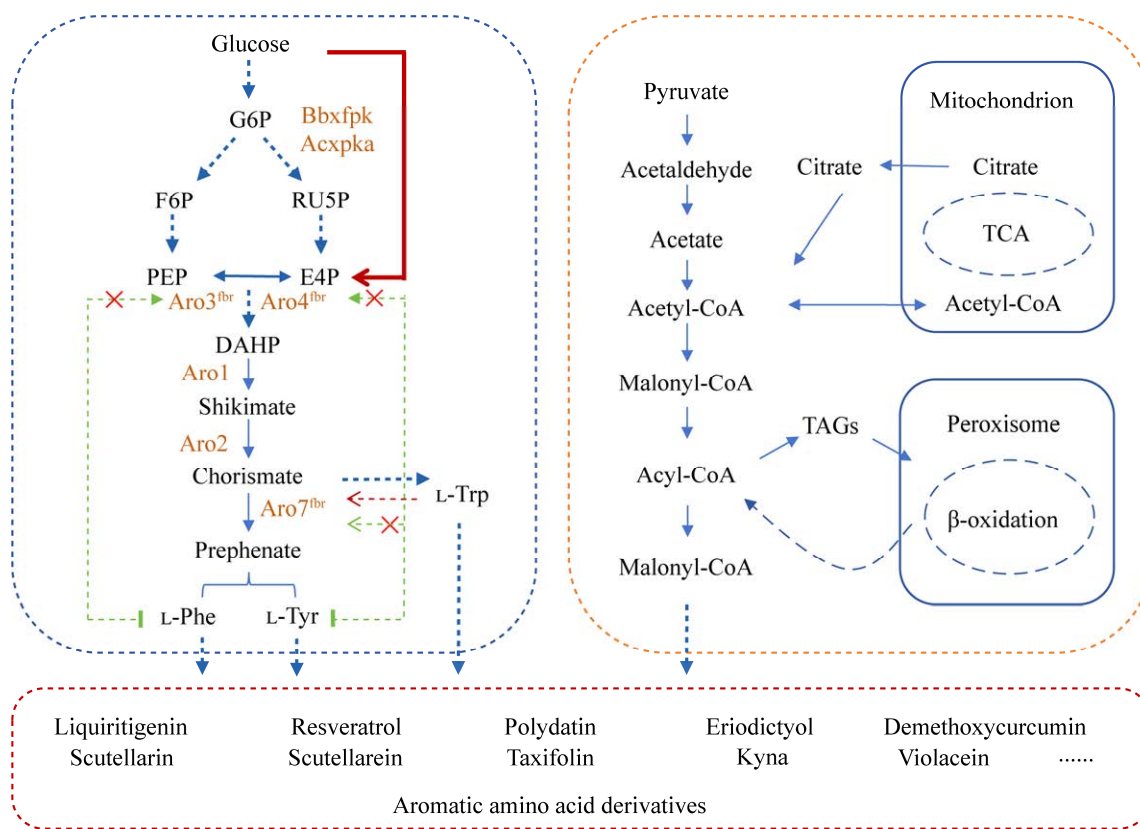 Glucose
G6P
Bbxfpk
Acxpka
F6P
RU5P
PEP
E4P
Aro3fbr
Aro4fbr
DAHP
Aro1
Shikimate
Aro2
Chorismate
Aro7fbr
L-Trp
Prephenate
L-Phe
L-Tyr
Pyruvate
Acetaldehyde
Acetate
Acetyl-CoA
Malonyl-CoA
Acyl-CoA
Malonyl-CoA
Citrate
TAGs
Mitochondrion
Citrate
TCA
Acetyl-CoA
Peroxisome
β-oxidation
Liquiritigenin Resveratrol Polydatin Eriodictyol Demethoxycurcumin
Scutellarin Scutellarein Taxifolin Kyna Violacein ······
Aromatic amino acid derivatives